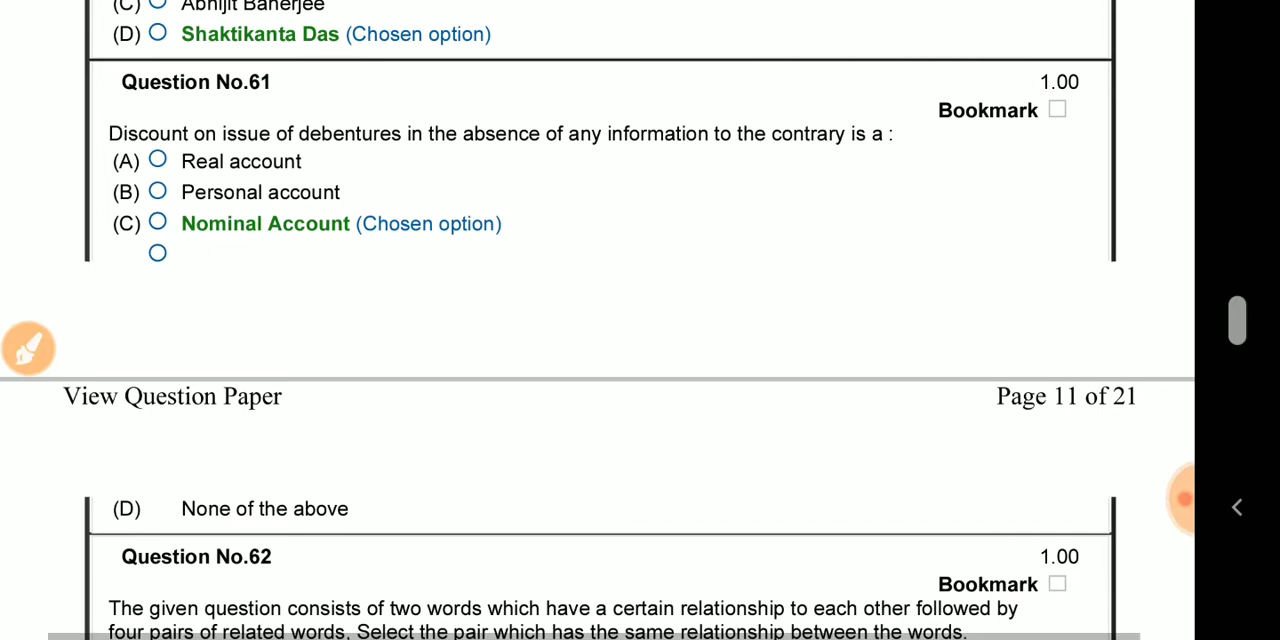 (C) Abhijit Banerjee
(D) Shaktikanta Das (Chosen option)
Question No.61 1.00
Bookmark
Discount on issue of debentures in the absence of any information to the contrary is a :
(A) Real account
(B) Personal account
(C) Nominal Account (Chosen option)
View Question Paper Page 11 of 21
(D) None of the above
Question No.62 1.00
Bookmark
The given question consists of two words which have a certain relationship to each other followed by
four pairs of related words, Select the pair which has the same relationship between the words.